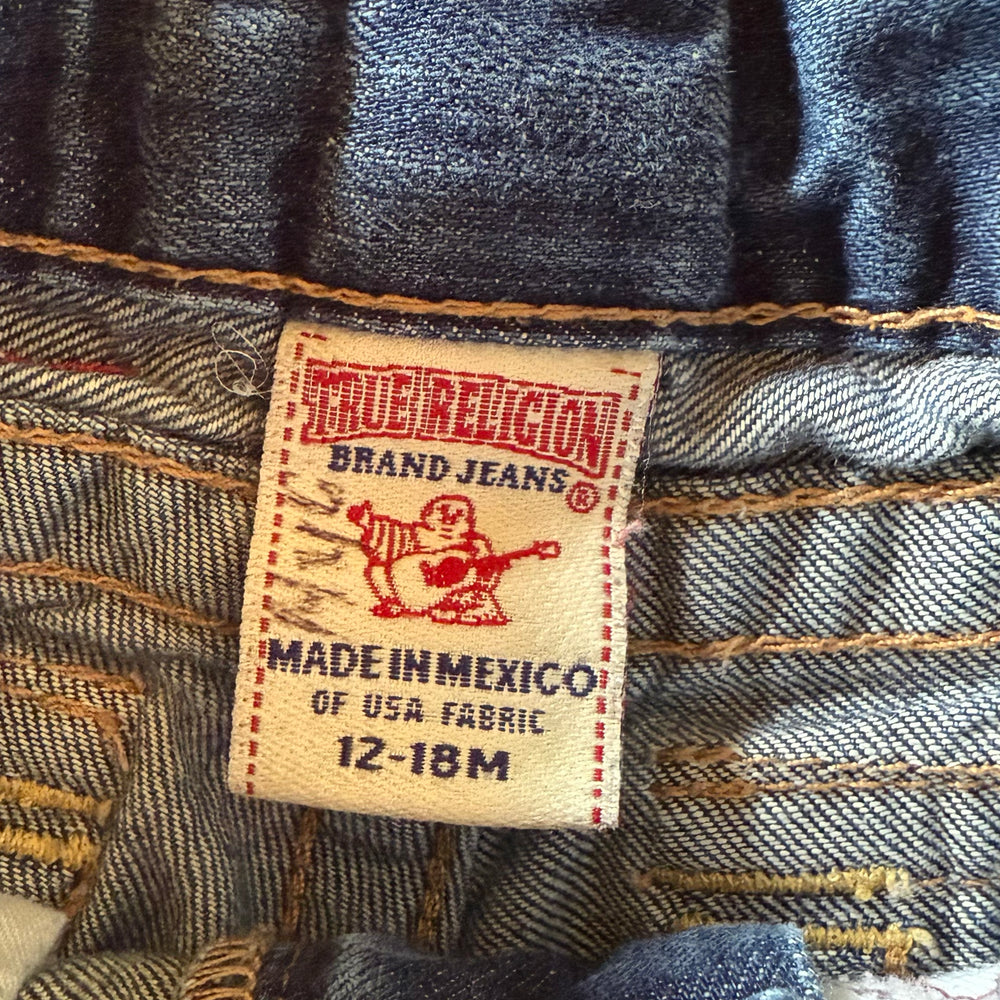 TRUE RELIGION
BRAND JEANS®
MADE IN MEXICO
OF USA FABRIC
12-18M